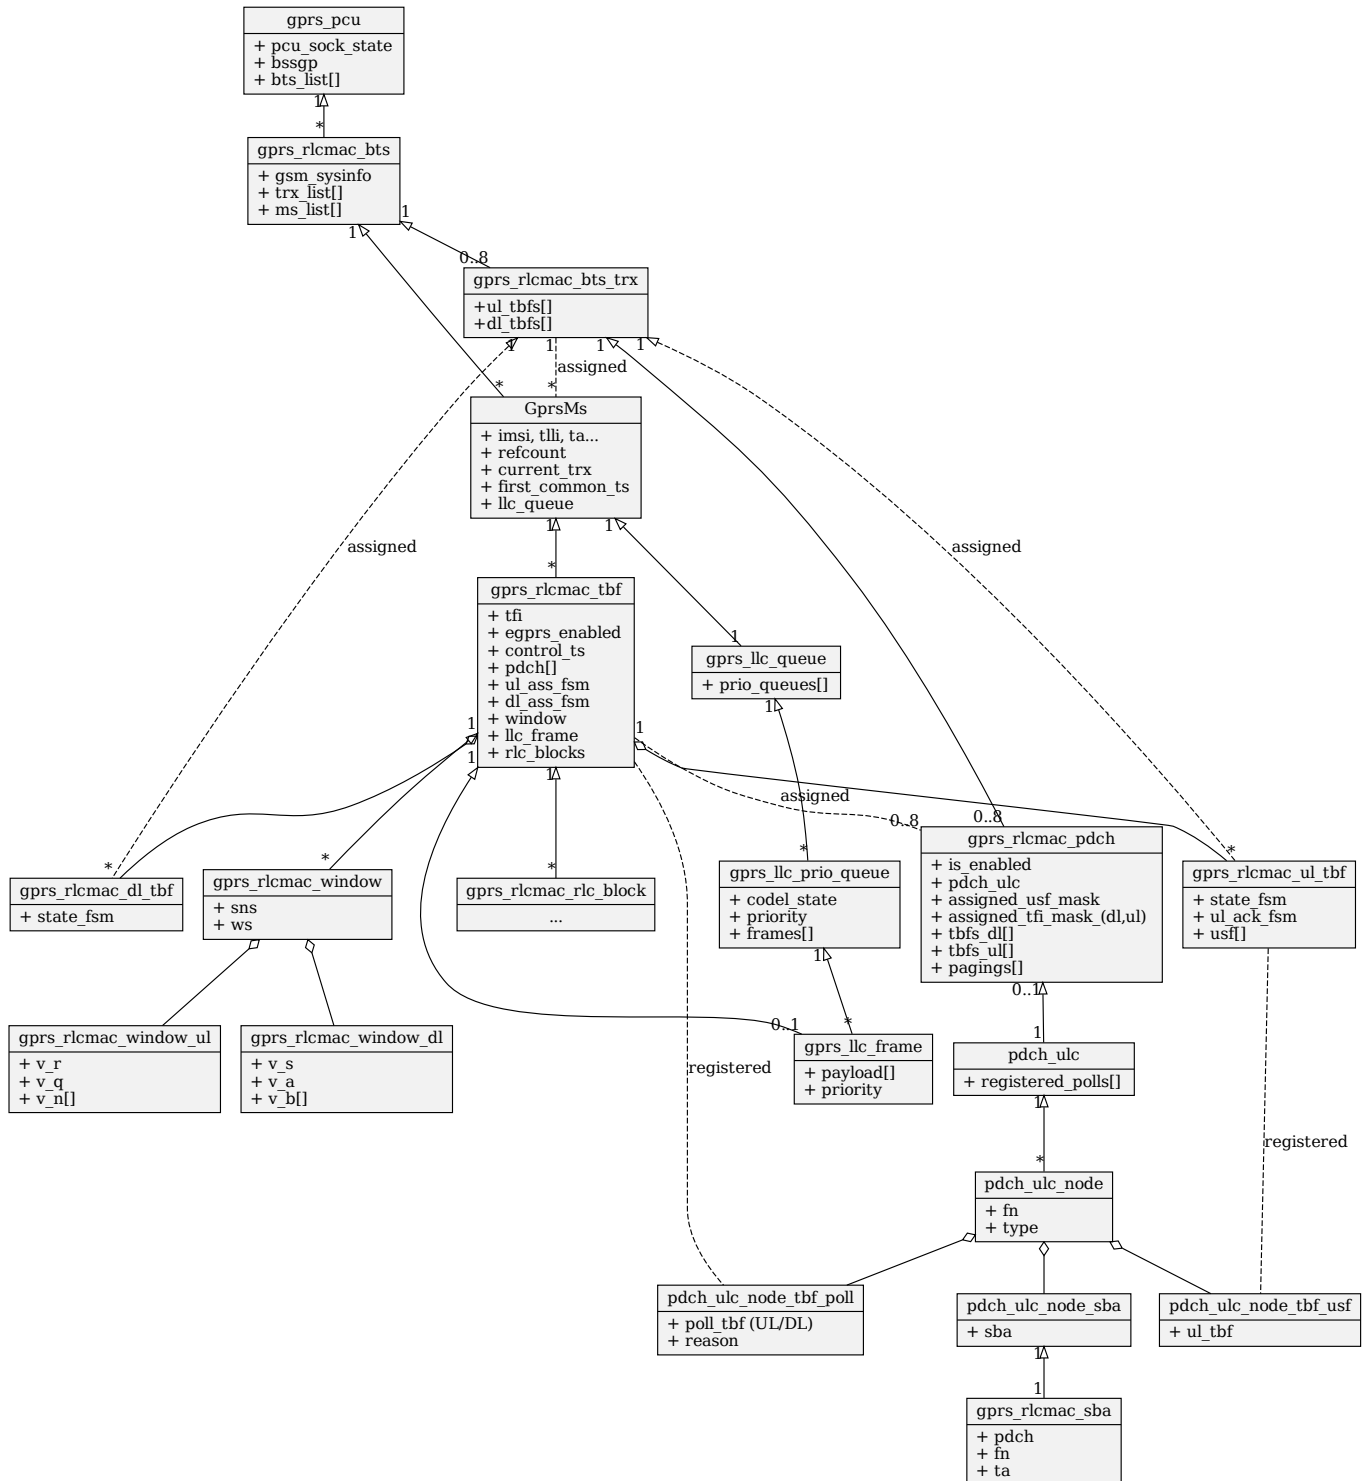 gprs_pcu
+ pcu_sock_state
+ bssgp
+ bts_list[]
1
*
gprs_rlcmac_bts
+ gsm_sysinfo
+ trx_list[]
+ ms_list[]
1
1
0..8
gprs_rlcmac_bts_trx
+ul_tbfs[]
+dl_tbfs[]
1
1
1
1
assigned
*
*
GprsMs
+ imsi, tlli, ta...
+ refcount
+ current_trx
+ first_common_ts
+ llc_queue
1
1
assigned
assigned
*
gprs_rlcmac_tbf
+ tfi
+ egprs_enabled
+ control_ts
+ pdch[]
+ ul_ass_fsm
+ dl_ass_fsm
+ window
+ llc_frame
+ rlc_blocks
1
gprs_llc_queue
+ prio_queues[]
1
1
1
1
1
assigned
0..8
0..8
*
*
*
*
*
gprs_rlcmac_dl_tbf
+ state_fsm
gprs_rlcmac_window
+ sns
+ ws
gprs_rlcmac_rlc_block
...
gprs_llc_prio_queue
+ codel_state
+ priority
+ frames[]
gprs_rlcmac_pdch
+ is_enabled
+ pdch_ulc
+ assigned_usf_mask
+ assigned_tfi_mask_(dl,ul)
+ tbfs_dl[]
+ tbfs_ul[]
+ pagings[]
gprs_rlcmac_ul_tbf
+ state_fsm
+ ul_ack_fsm
+ usf[]
1
0..1
0..1
*
1
gprs_rlcmac_window_ul
+ v_r
+ v_q
+ v_n[]
gprs_rlcmac_window_dl
+ v_s
+ v_a
+ v_b[]
gprs_llc_frame
+ payload[]
+ priority
pdch_ulc
+ registered_polls[]
registered
1
registered
*
pdch_ulc_node
+ fn
+ type
pdch_ulc_node_tbf_poll
+ poll_tbf (UL/DL)
+ reason
pdch_ulc_node_sba
+ sba
pdch_ulc_node_tbf_usf
+ ul_tbf
1
1
gprs_rlcmac_sba
+ pdch
+ fn
+ ta